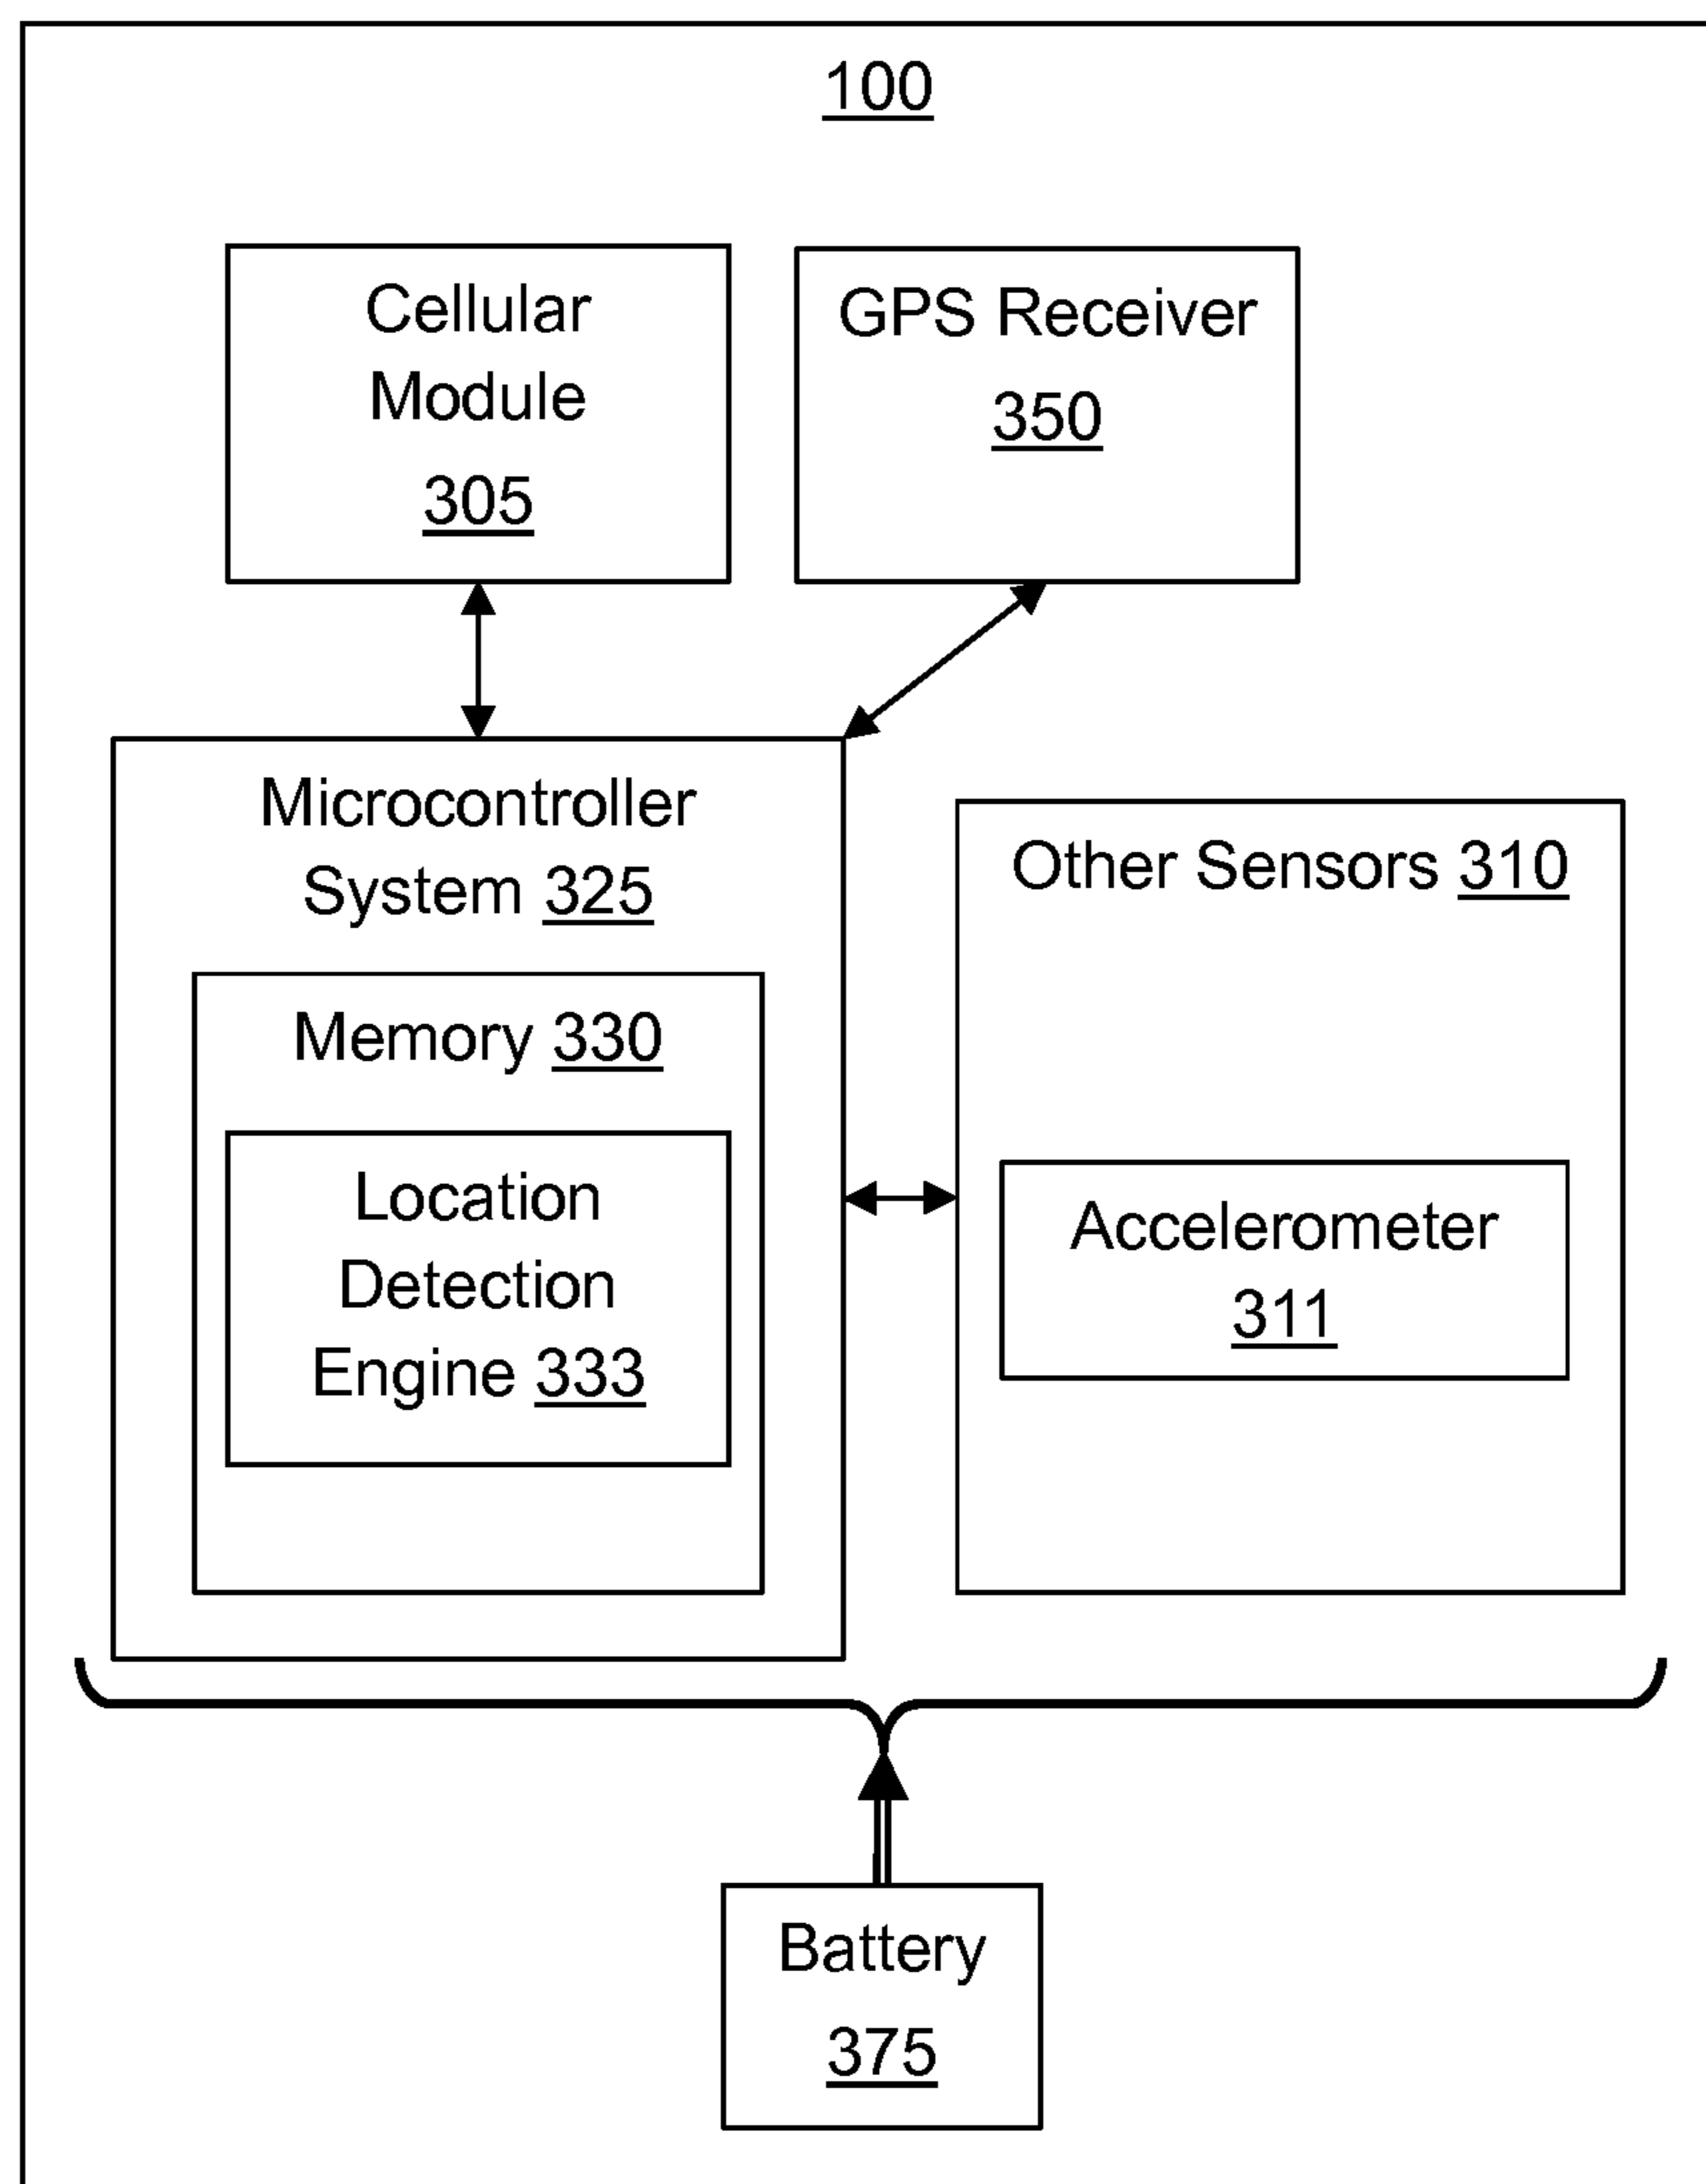 100
Cellular
Module
305
GPS Receiver
350
Microcontroller
System 325
Memory 330
Location
Detection
Engine 333
Other Sensors 310
Accelerometer
311
Battery
375